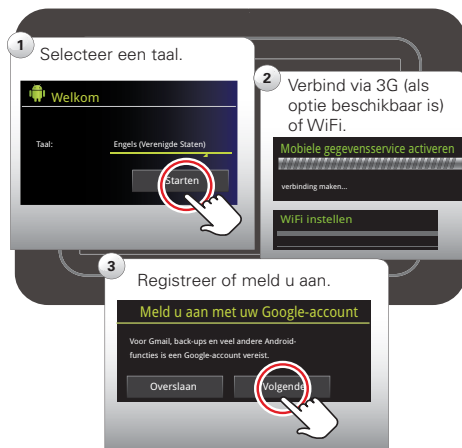 1
Selecteer een taal.
Welkom
Taal:
Engels (Verenigde Staten)
Starten
2
Verbind via 3G (als
optie beschikbaar is)
of WiFi.
Mobiele gegevensservice activeren
verbinding maken...
WiFi instellen
3
Registreer of meld u aan.
Meld u aan met uw Google-account
Voor Gmail, back-ups en veel andere Android-
functies is een Google-account vereist.
Overslaan
Volgende